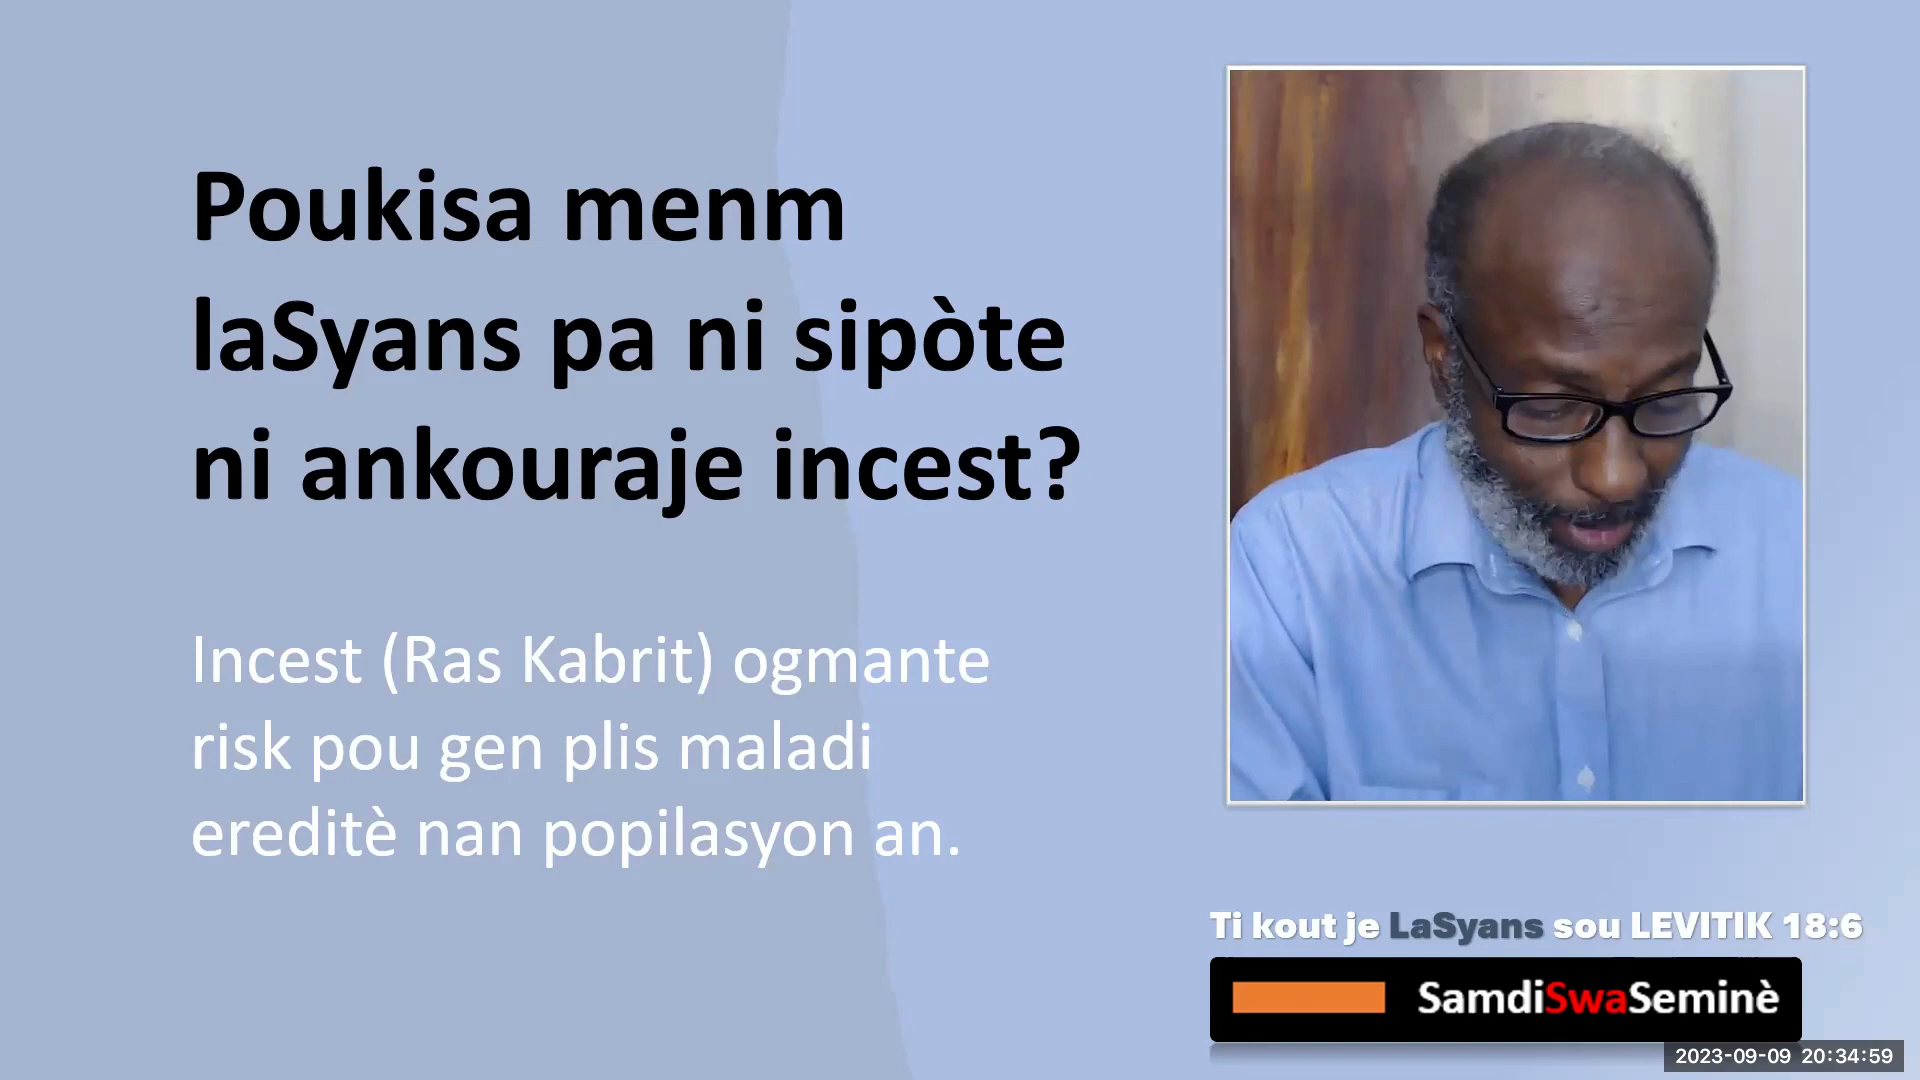 Poukisa menm
laSyans pa ni sipòte
ni ankouraje incest?
Incest (Ras Kabrit) ogmante
risk pou gen plis maladi
ereditè nan popilasyon an.
Ti kout je LaSyans sou LEVITIK 18:6
SamdiSwaSeminè
2023-09-09 20:34:59